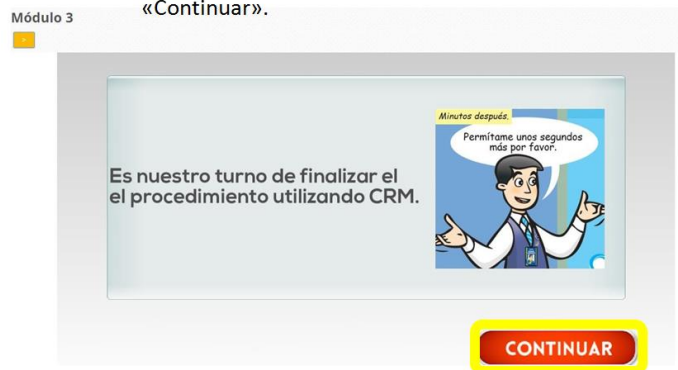 «Continuar».
Módulo 3
Minutos después.
Permítame unos segundos
más por favor.
Es nuestro turno de finalizar el
el procedimiento utilizando CRM.
CONTINUAR